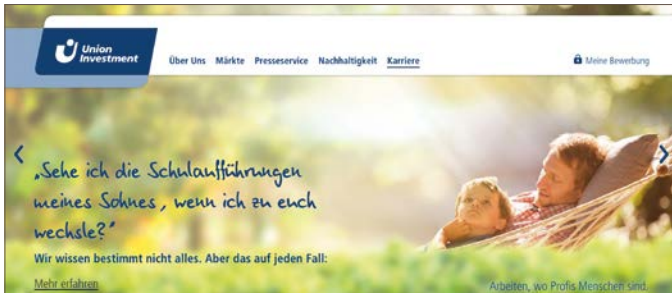 Union
Investment
Über Uns Märkte Presseservice Nachhaltigkeit Karriere
Meine Bewerbung
„Sehe ich die Schulaufführungen
meines Sohnes, wenn ich zu euch
wechsle?“
Wir wissen bestimmt nicht alles. Aber das auf jeden Fall:
Mehr erfahren
Arbeiten, wo Profis Menschen sind.